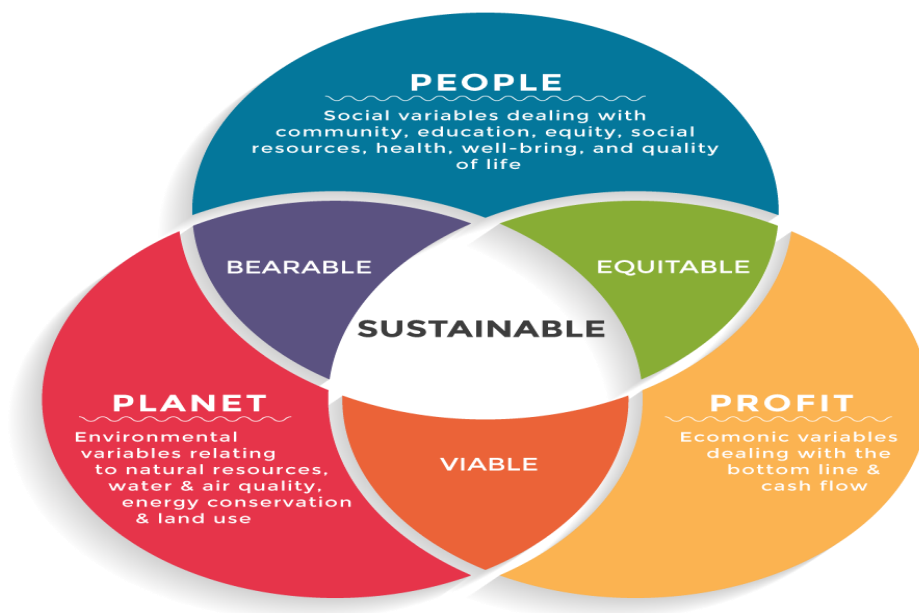 PEOPLE
Social variables dealing with
community, education, equity, social
resources, health, well-bring, and quality
of life
BEARABLE
EQUITABLE
SUSTAINABLE
PLANET
Environmental
variables relating
to natural resources,
water & air quality,
energy conservation
& land use
PROFIT
Ecomonic variables
dealing with the
bottom line &
cash flow
VIABLE